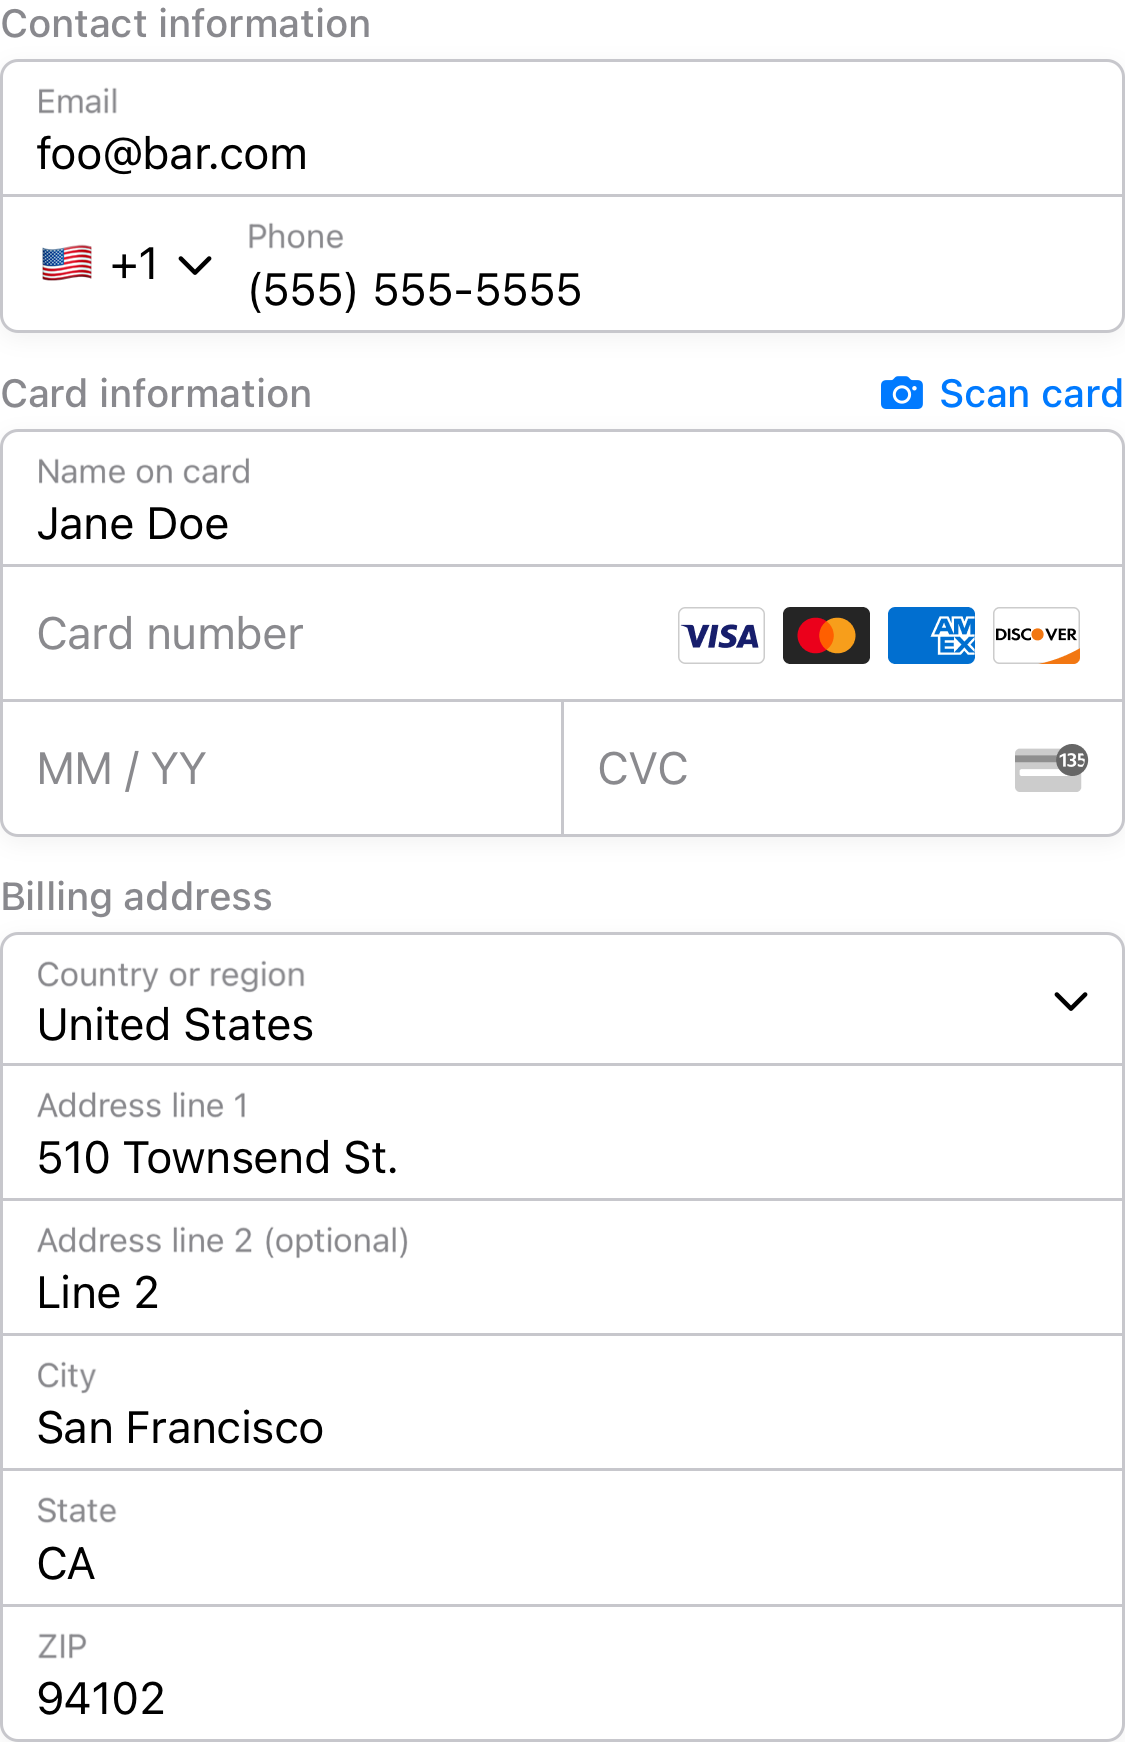 Contact information
Email
foo@bar.com
Phone
+1 (555) 555-5555
Card information Scan card
Name on card
Jane Doe
Card number VISA AMEX DISCOVER
MM / YY CVC 135
Billing address
Country or region
United States
Address line 1
510 Townsend St.
Address line 2 (optional)
Line 2
City
San Francisco
State
CA
ZIP
94102